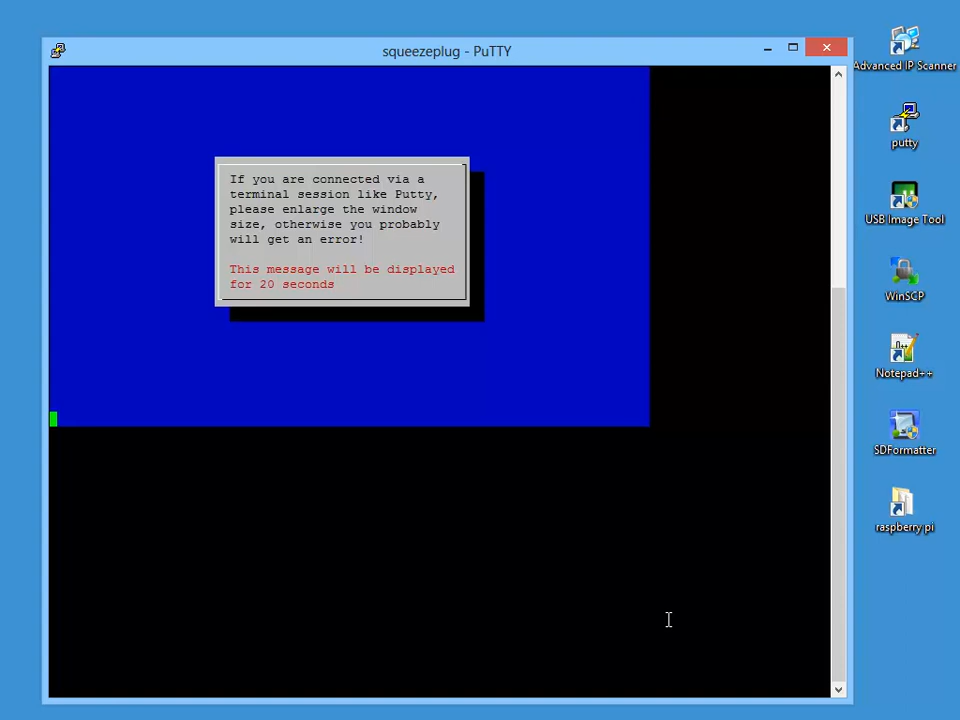 squeezeplug - PuTTY
If you are connected via a
terminal session like Putty,
please enlarge the window
size, otherwise you probably
will get an error!
This message will be displayed
for 20 seconds
Advanced IP Scanner
putty
USB Image Tool
WinSCP
Notepad++
SDFormatter
raspberry pi